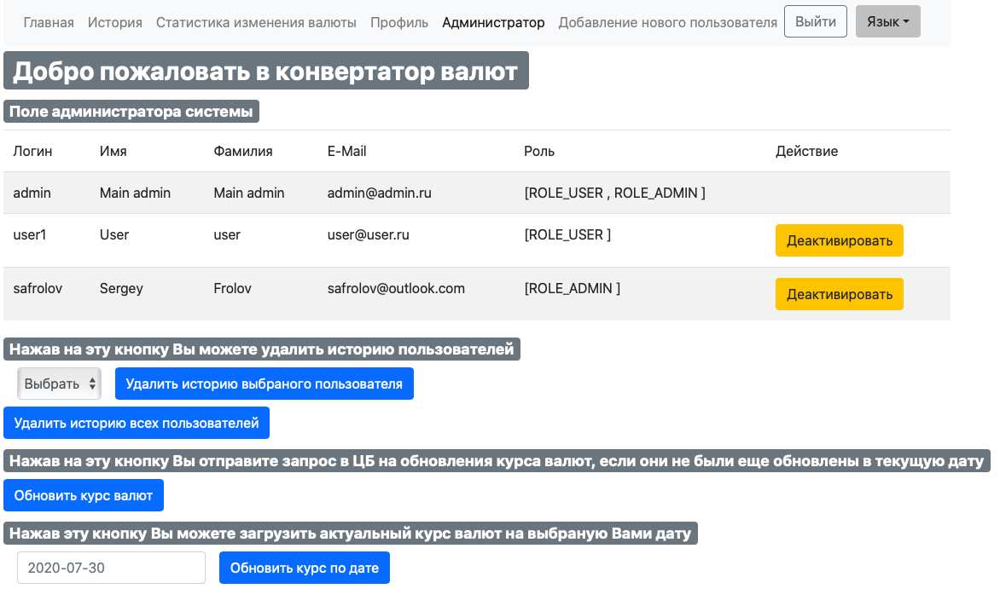 Главная История Статистика изменения валюты Профиль Администратор Добавление нового пользователя Выйти Язык
Добро пожаловать в конвертатор валют
Поле администратора системы
Логин Имя Фамилия E-Mail Роль Действие
admin Main admin Main admin admin@admin.ru [ROLE_USER , ROLE_ADMIN ]
user1 User user user@user.ru [ROLE_USER ] Деактивировать
safrolov Sergey Frolov safrolov@outlook.com [ROLE_ADMIN ] Деактивировать
Нажав на эту кнопку Вы можете удалить историю пользователей
Выбрать Удалить историю выбраного пользователя
Удалить историю всех пользователей
Нажав на эту кнопку Вы отправите запрос в ЦБ на обновления курса валют, если они не были еще обновлены в текущую дату
Обновить курс валют
Нажав эту кнопку Вы можете загрузить актуальный курс валют на выбраную Вами дату
2020-07-30 Обновить курс по дате